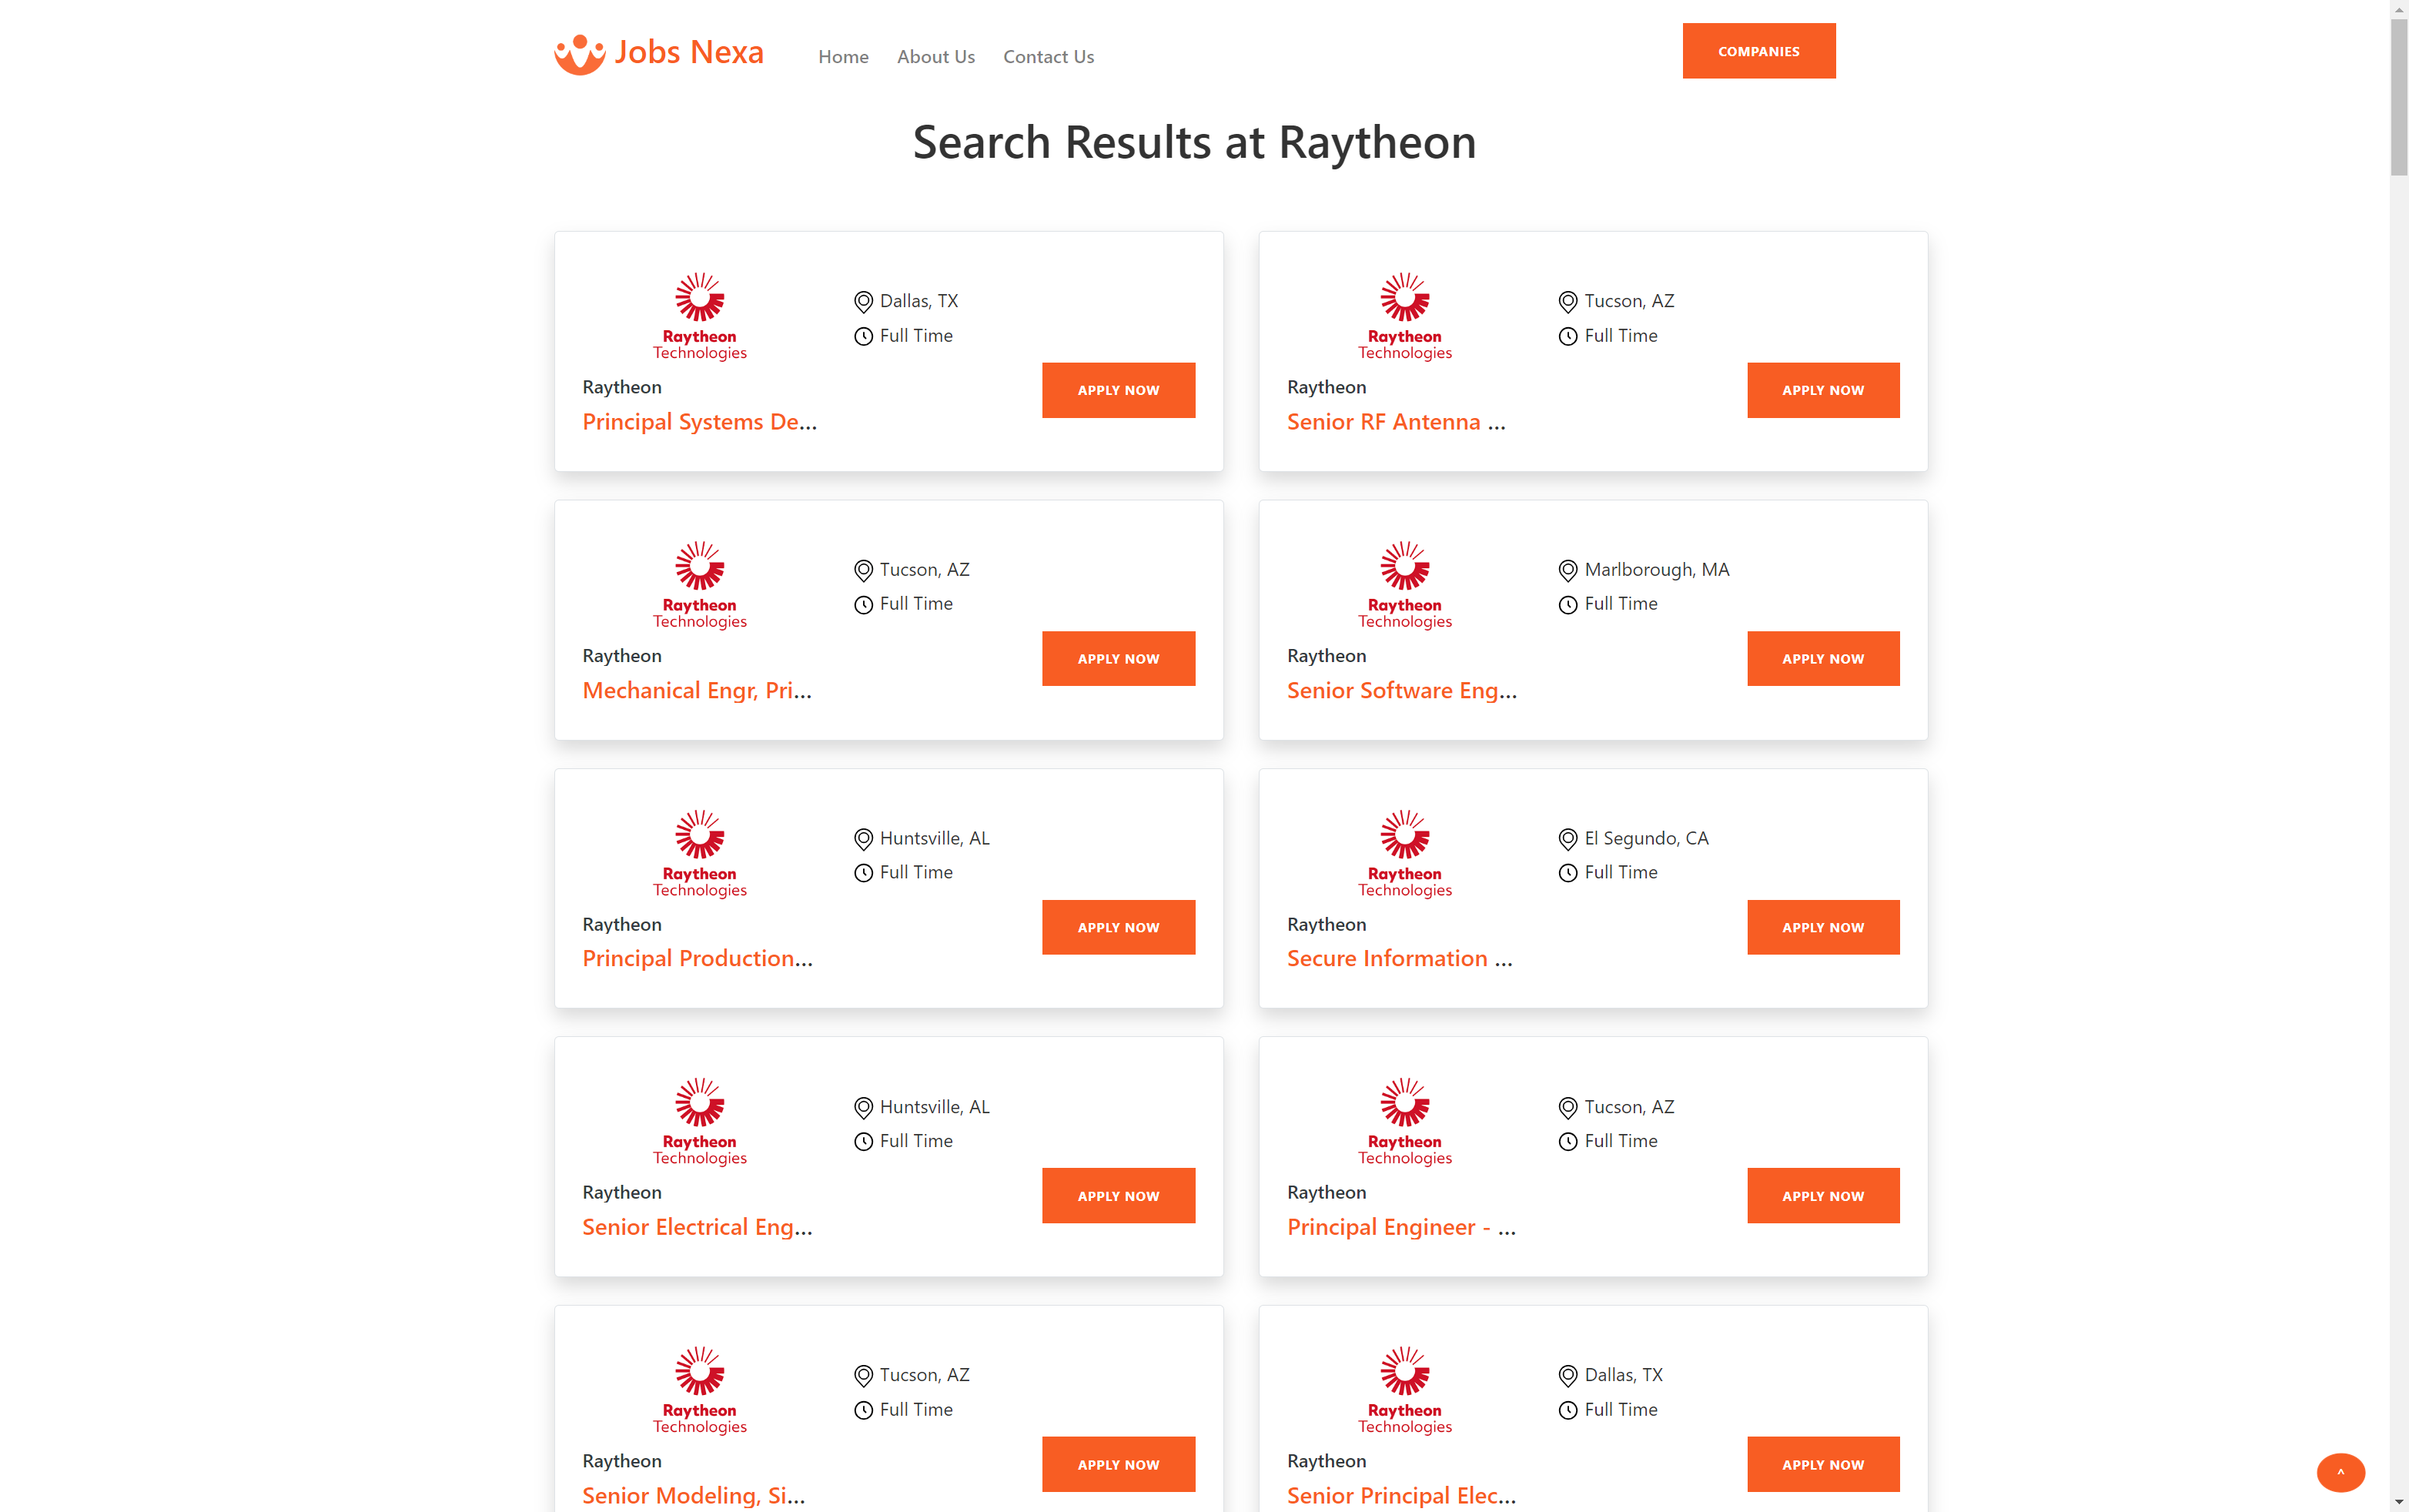 Jobs Nexa
Home
About Us
Contact Us
COMPANIES
Search Results at Raytheon
Raytheon
Technologies
Dallas, TX
Full Time
Raytheon
Principal Systems De...
APPLY NOW
Raytheon
Technologies
Tucson, AZ
Full Time
Raytheon
Senior RF Antenna ...
APPLY NOW
Raytheon
Technologies
Tucson, AZ
Full Time
Raytheon
Mechanical Engr, Pri...
APPLY NOW
Raytheon
Technologies
Marlborough, MA
Full Time
Raytheon
Senior Software Eng...
APPLY NOW
Raytheon
Technologies
Huntsville, AL
Full Time
Raytheon
Principal Production...
APPLY NOW
Raytheon
Technologies
El Segundo, CA
Full Time
Raytheon
Secure Information ...
APPLY NOW
Raytheon
Technologies
Huntsville, AL
Full Time
Raytheon
Senior Electrical Eng...
APPLY NOW
Raytheon
Technologies
Tucson, AZ
Full Time
Raytheon
Principal Engineer - ...
APPLY NOW
Raytheon
Technologies
Tucson, AZ
Full Time
Raytheon
Senior Modeling, Si...
APPLY NOW
Raytheon
Technologies
Dallas, TX
Full Time
Raytheon
Senior Principal Elec...
APPLY NOW
^